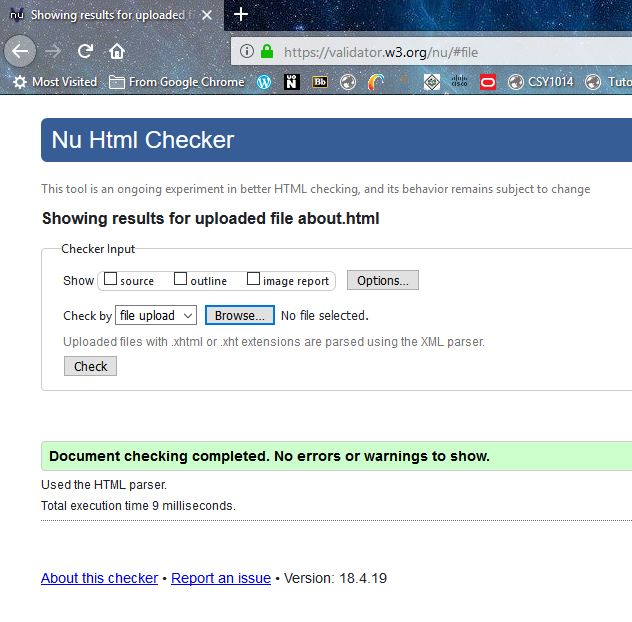 nu Showing results for uploaded f
https://validator.w3.org/nu/#file
Most Visited From Google Chrome UoN Bb cisco CSY1014 Tuto
Nu Html Checker
This tool is an ongoing experiment in better HTML checking, and its behavior remains subject to change
Showing results for uploaded file about.html
Checker Input
Show source outline image report Options...
Check by file upload Browse... No file selected.
Uploaded files with .xhtml or .xht extensions are parsed using the XML parser.
Check
Document checking completed. No errors or warnings to show.
Used the HTML parser.
Total execution time 9 milliseconds.
About this checker • Report an issue • Version: 18.4.19